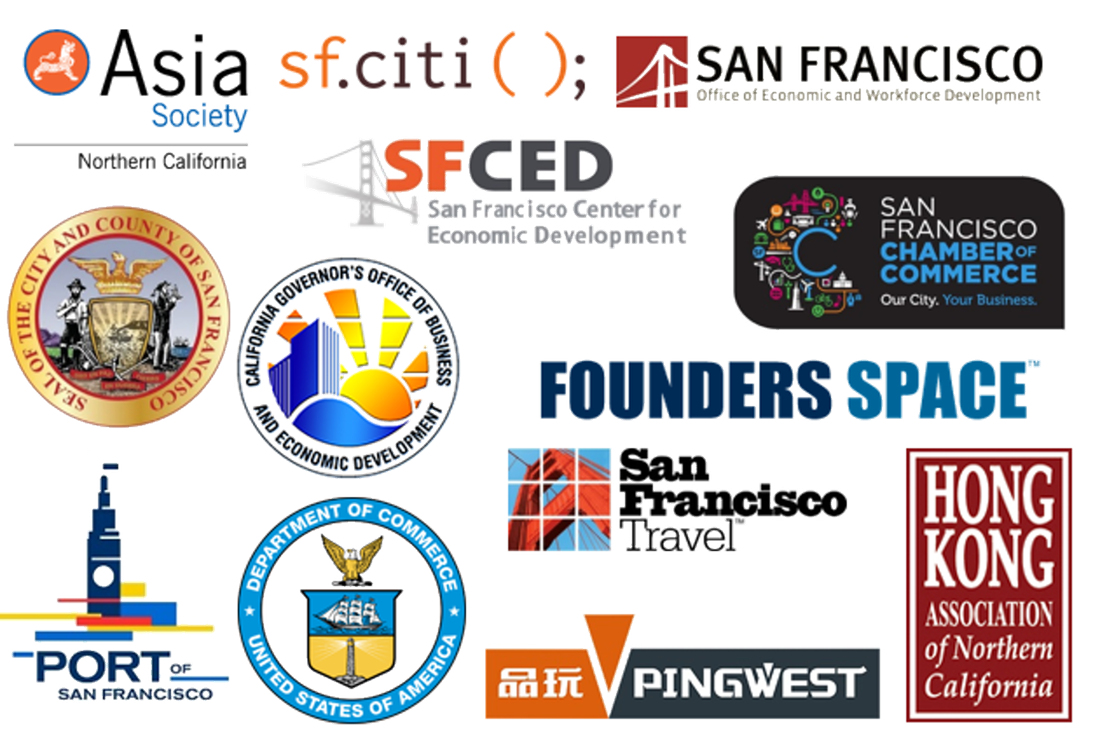 Asia
Society
Northern California
sf.citi ( );
SAN FRANCISCO
Office of Economic and Workforce Development
SFCED
San Francisco Center for
Economic Development
SAN
FRANCISCO
CHAMBER OF
COMMERCE
Our City. Your Business.
SEAL OF THE CITY AND COUNTY OF SAN FRANCISCO
CALIFORNIA GOVERNOR'S OFFICE OF BUSINESS
AND ECONOMIC DEVELOPMENT
FOUNDERS SPACE™
San
Francisco
Travel™
HONG
KONG
ASSOCIATION
of Northern
California
PORT OF
SAN FRANCISCO
DEPARTMENT OF COMMERCE
UNITED STATES OF AMERICA
品玩 PINGWEST